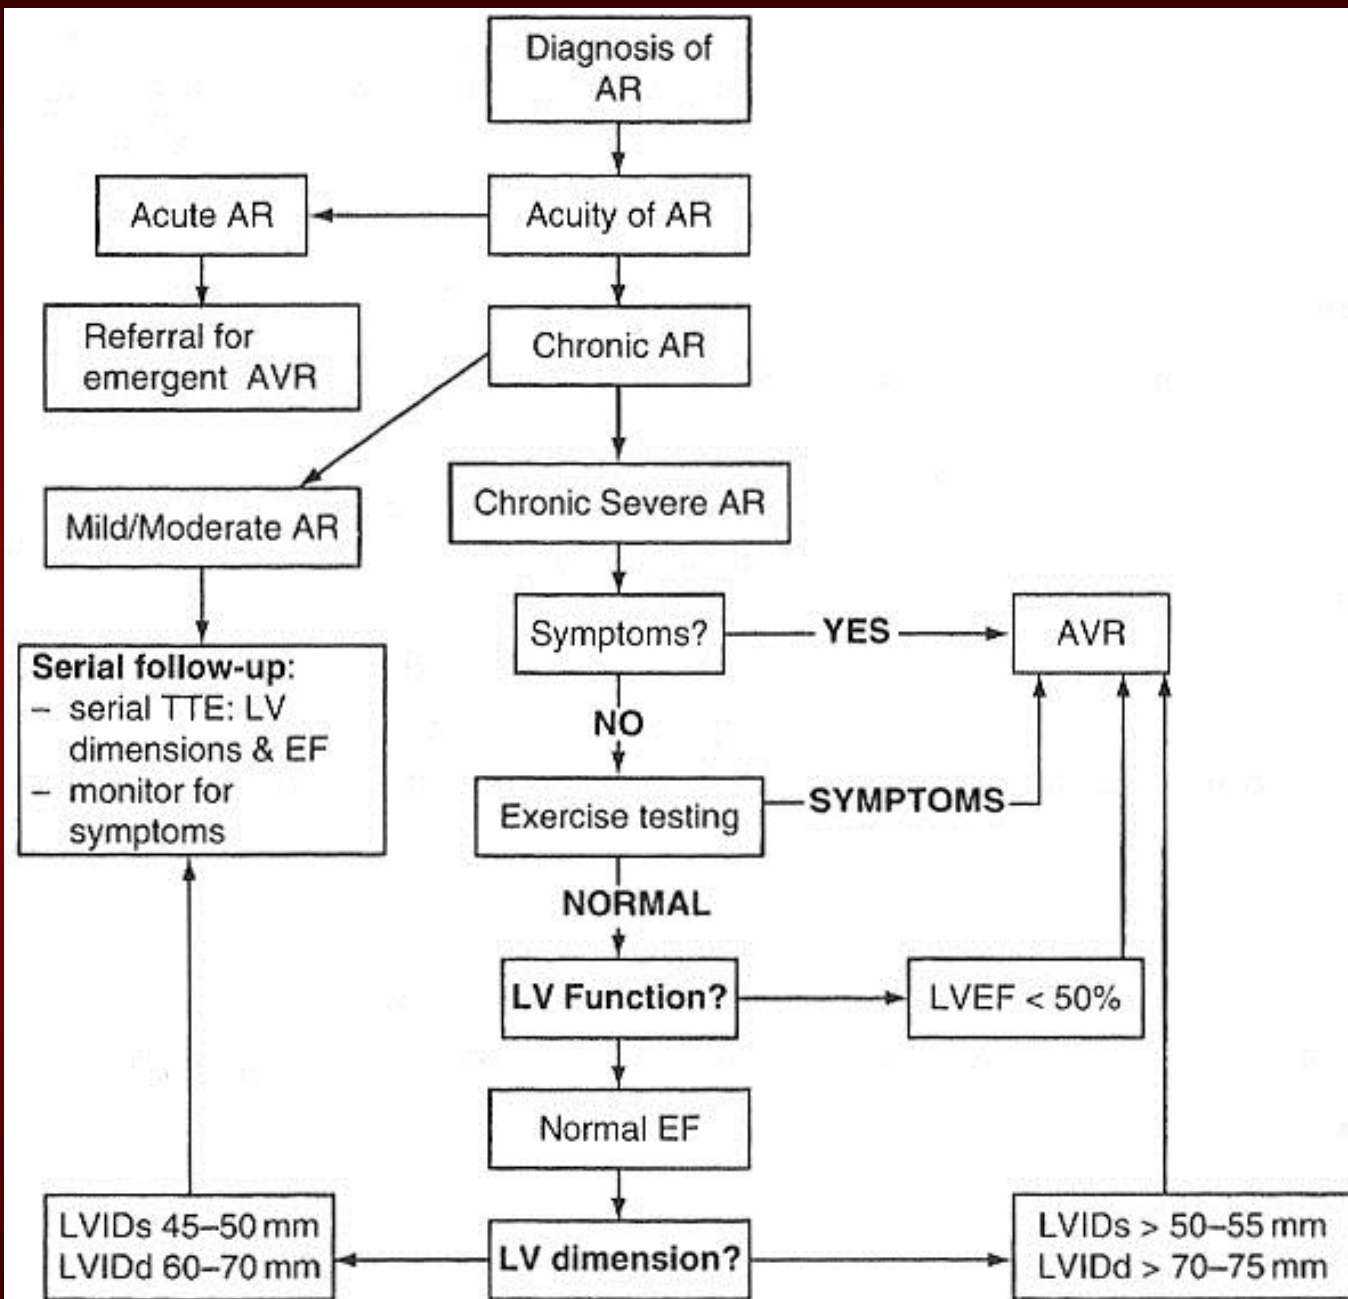 Diagnosis of
AR
Acute AR
Acuity of AR
Referral for
emergent AVR
Chronic AR
Mild/Moderate AR
Chronic Severe AR
Symptoms?
YES
AVR
Serial follow-up:
– serial TTE: LV
dimensions & EF
– monitor for
symptoms
NO
Exercise testing
SYMPTOMS
NORMAL
LV Function?
LVEF < 50%
Normal EF
LVIDs 45–50 mm
LVIDd 60–70 mm
LV dimension?
LVIDs > 50–55 mm
LVIDd > 70–75 mm